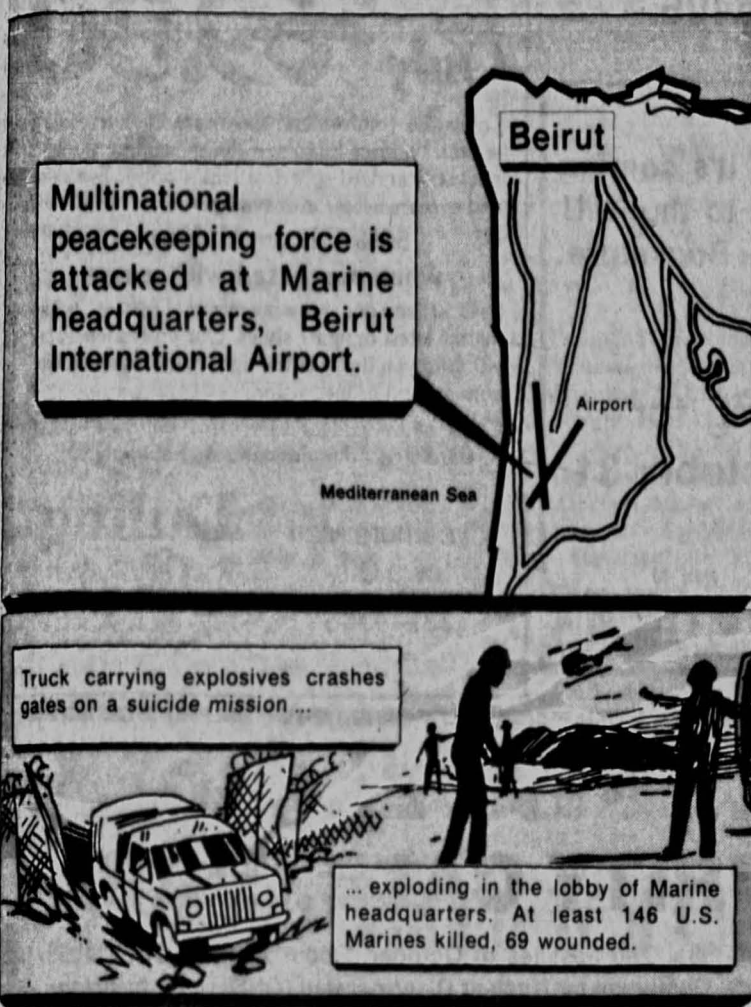 Beirut
Multinational
peacekeeping force is
attacked at Marine
headquarters, Beirut
International Airport.
Airport
Mediterranean Sea
Truck carrying explosives crashes
gates on a suicide mission ...
... exploding in the lobby of Marine
headquarters. At least 146 U.S.
Marines killed, 69 wounded.